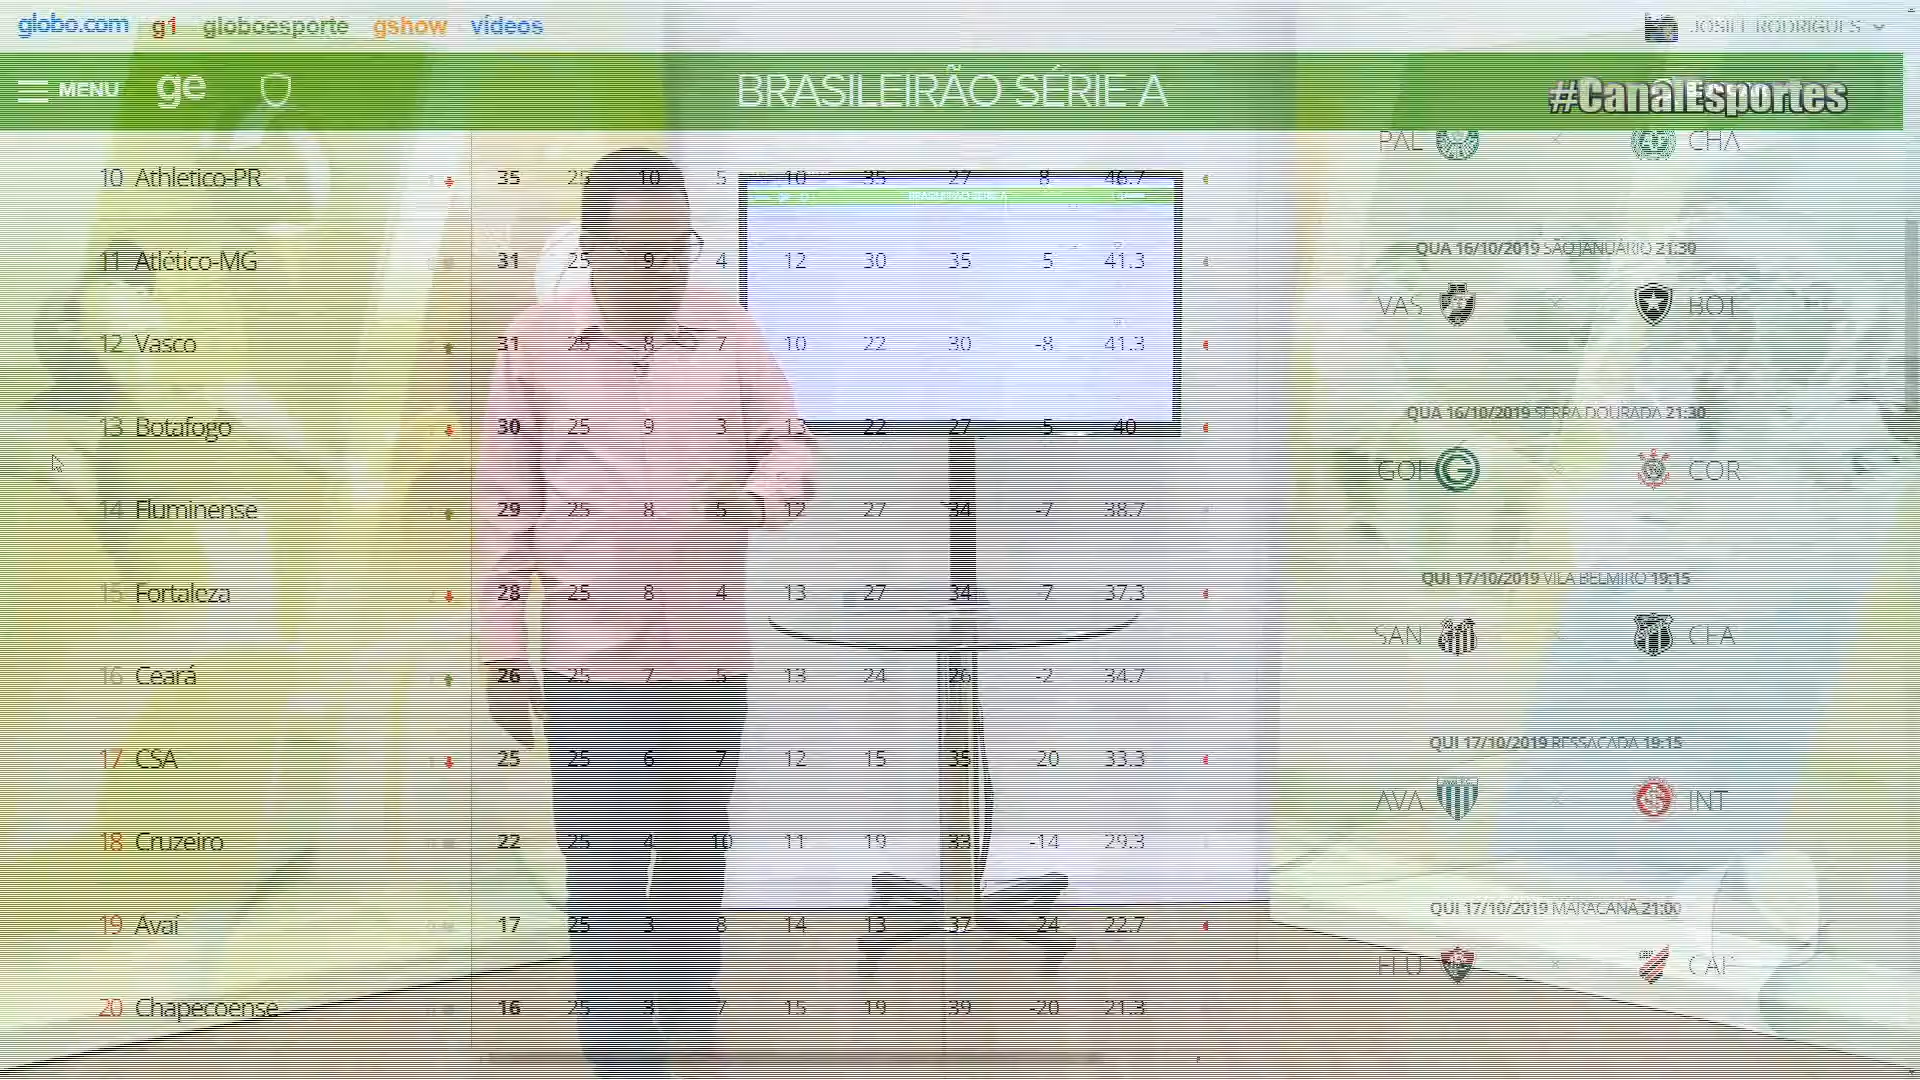 globo.com g1 globoesporte gshow vídeos JOSIEL RODRIGUES
MENU ge BRASILEIRÃO SÉRIE A #CanalEsportes
PAL × CHA
10 Athletico-PR 35 25 10 5 10 35 27 8 46.7
QUA 16/10/2019 SÃO JANUÁRIO 21:30
11 Atlético-MG 31 25 9 4 12 30 35 -5 41.3
VAS × BOT
12 Vasco 31 25 8 7 10 22 30 -8 41.3
QUA 16/10/2019 SERRA DOURADA 21:30
13 Botafogo 30 25 9 3 13 22 27 -5 40
GOI × COR
14 Fluminense 29 25 8 5 12 27 34 -7 38.7
QUI 17/10/2019 VILA BELMIRO 19:15
15 Fortaleza 28 25 8 4 13 27 34 -7 37.3
SAN × CEA
16 Ceará 26 25 7 5 13 24 26 -2 34.7
QUI 17/10/2019 RESSACADA 19:15
17 CSA 25 25 6 7 12 15 35 -20 33.3
AVA × INT
18 Cruzeiro 22 25 4 10 11 19 33 -14 29.3
QUI 17/10/2019 MARACANÃ 21:00
19 Avaí 17 25 3 8 14 13 37 -24 22.7
FLU × CAP
20 Chapecoense 16 25 3 7 15 19 39 -20 21.3